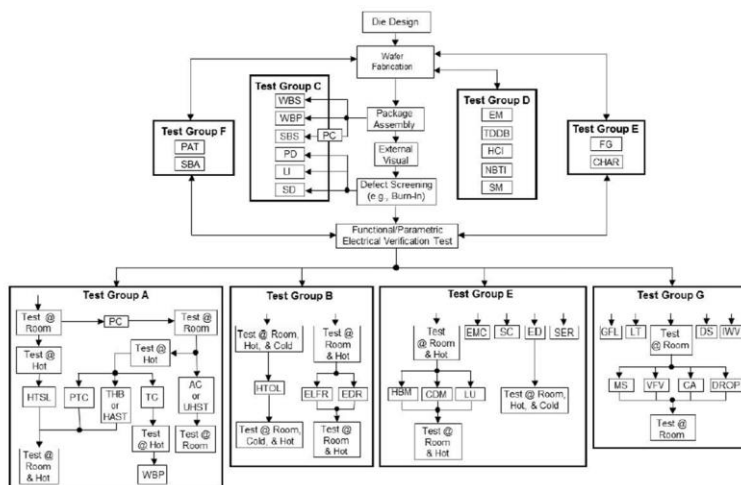 Die Design
Wafer
Fabrication
Test Group C
WBS
WBP
SBS
PC
PD
LI
SD
Package
Assembly
External
Visual
Defect Screening
(e.g., Burn-In)
Functional/Parametric
Electrical Verification Test
Test Group D
EM
TDDB
HCI
NBTI
SM
Test Group F
PAT
SBA
Test Group E
FG
CHAR
Test Group A
Test @
Room
PC
Test @
Room
Test @
Hot
Test @
Hot
HTSL
PTC
THB
or
HAST
TC
AC
or
UHST
Test @
Hot
Test @
Room
Test @
Room
& Hot
WBP
Test Group B
Test @ Room,
Hot, & Cold
Test @
Room
& Hot
HTOL
ELFR
EDR
Test @ Room,
Cold, & Hot
Test @
Room
& Hot
Test Group E
Test
@ Room
& Hot
EMC
SC
ED
SER
HBM
CDM
LU
Test @ Room,
Hot, & Cold
Test @
Room
& Hot
Test Group G
GFL
LT
Test
@ Room
DS
IWV
MS
VFV
CA
DROP
Test @
Room